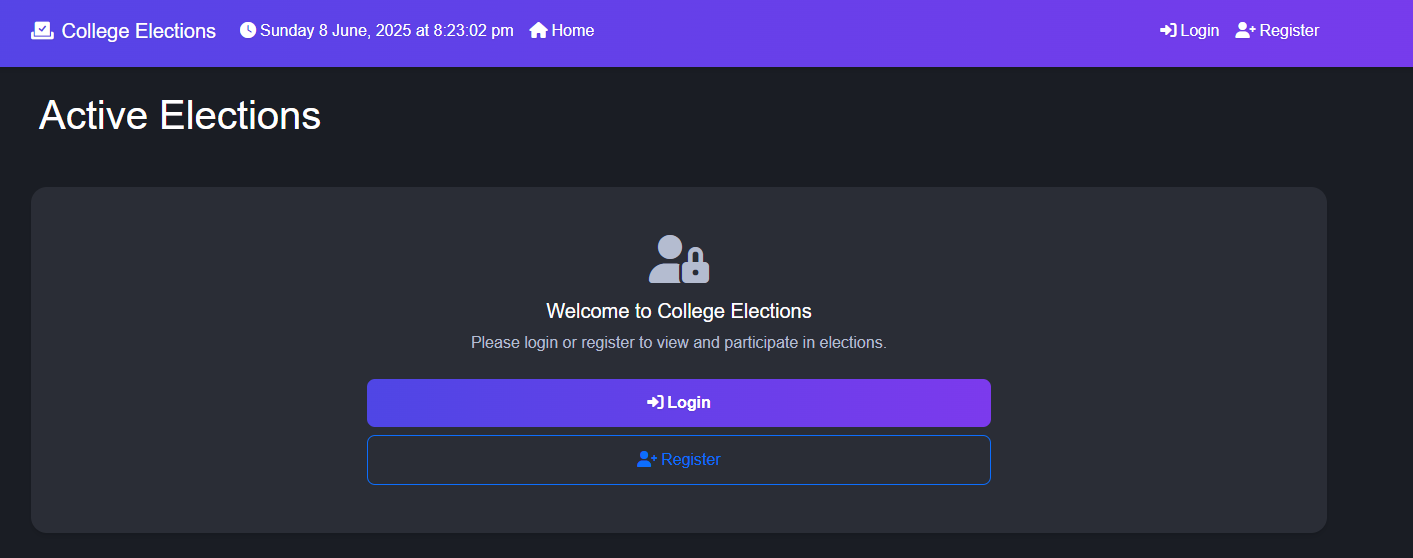 College Elections Sunday 8 June, 2025 at 8:23:02 pm Home Login Register
Active Elections
Welcome to College Elections
Please login or register to view and participate in elections.
Login
Register